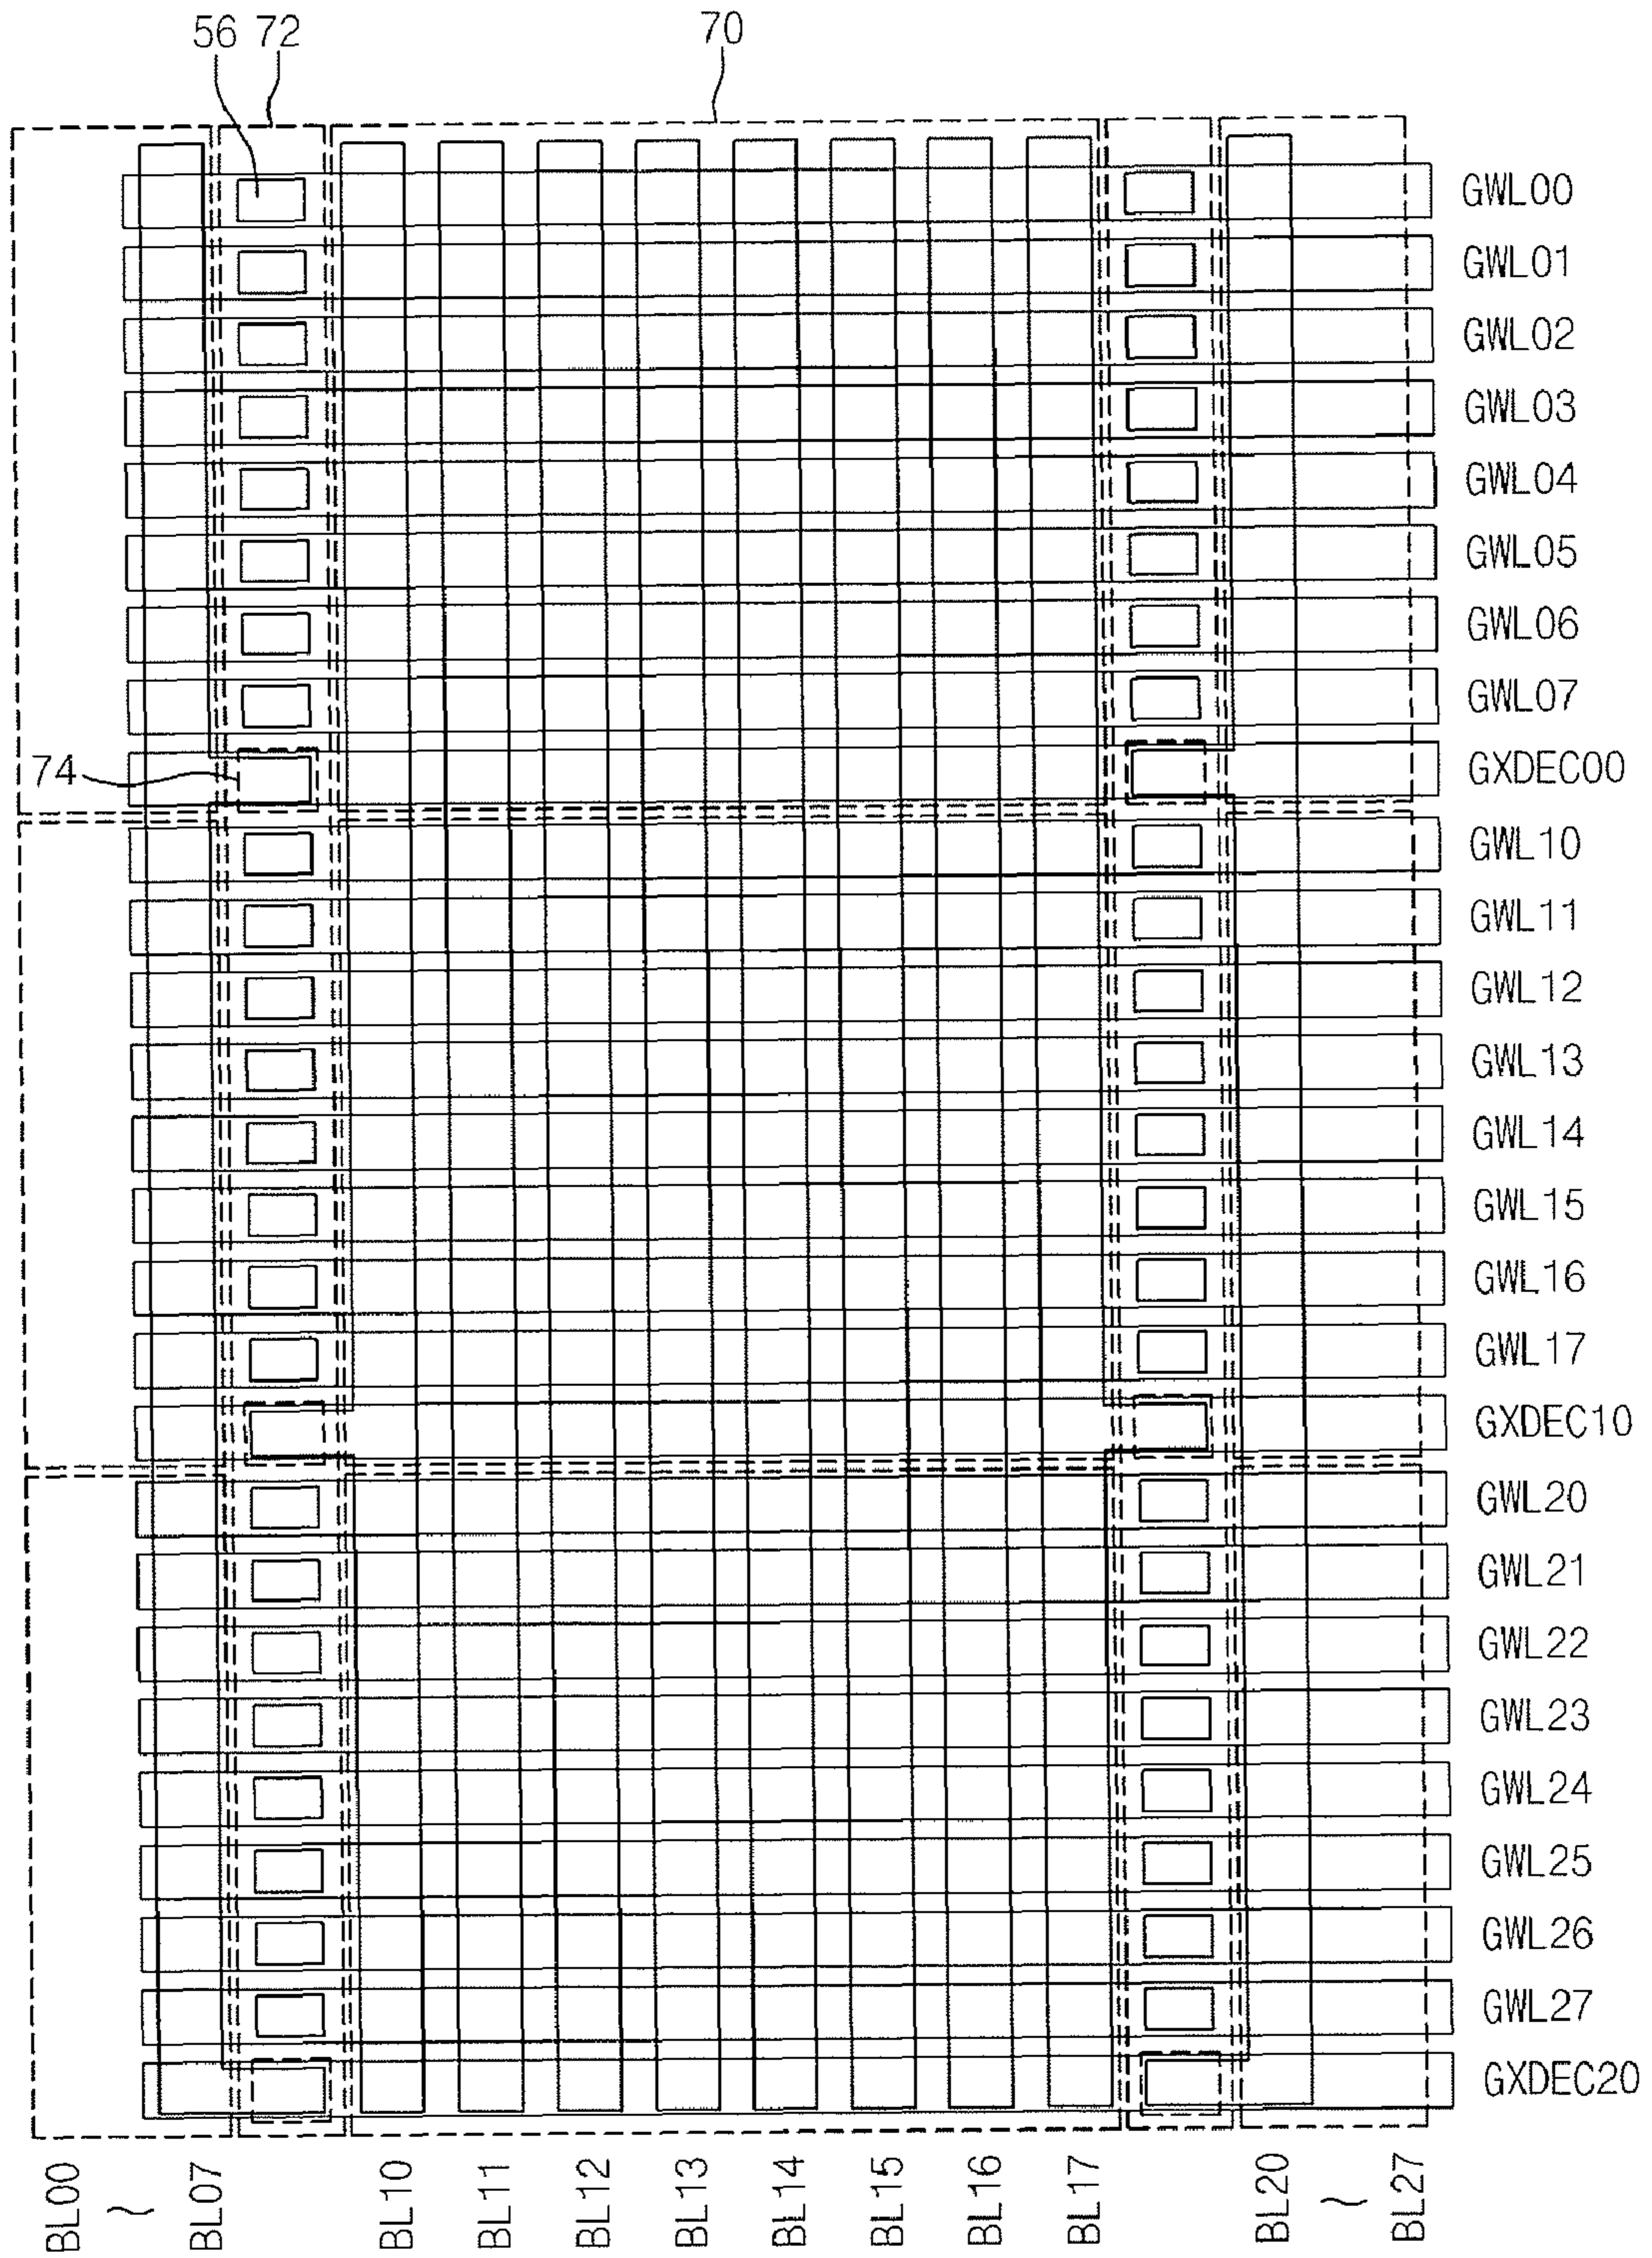 56 72 70
GWL00
GWL01
GWL02
GWL03
GWL04
GWL05
GWL06
GWL07
74
GXDEC00
GWL10
GWL11
GWL12
GWL13
GWL14
GWL15
GWL16
GWL17
GXDEC10
GWL20
GWL21
GWL22
GWL23
GWL24
GWL25
GWL26
GWL27
GXDEC20
BL00 ~ BL07 BL10 BL11 BL12 BL13 BL14 BL15 BL16 BL17 BL20 ~ BL27